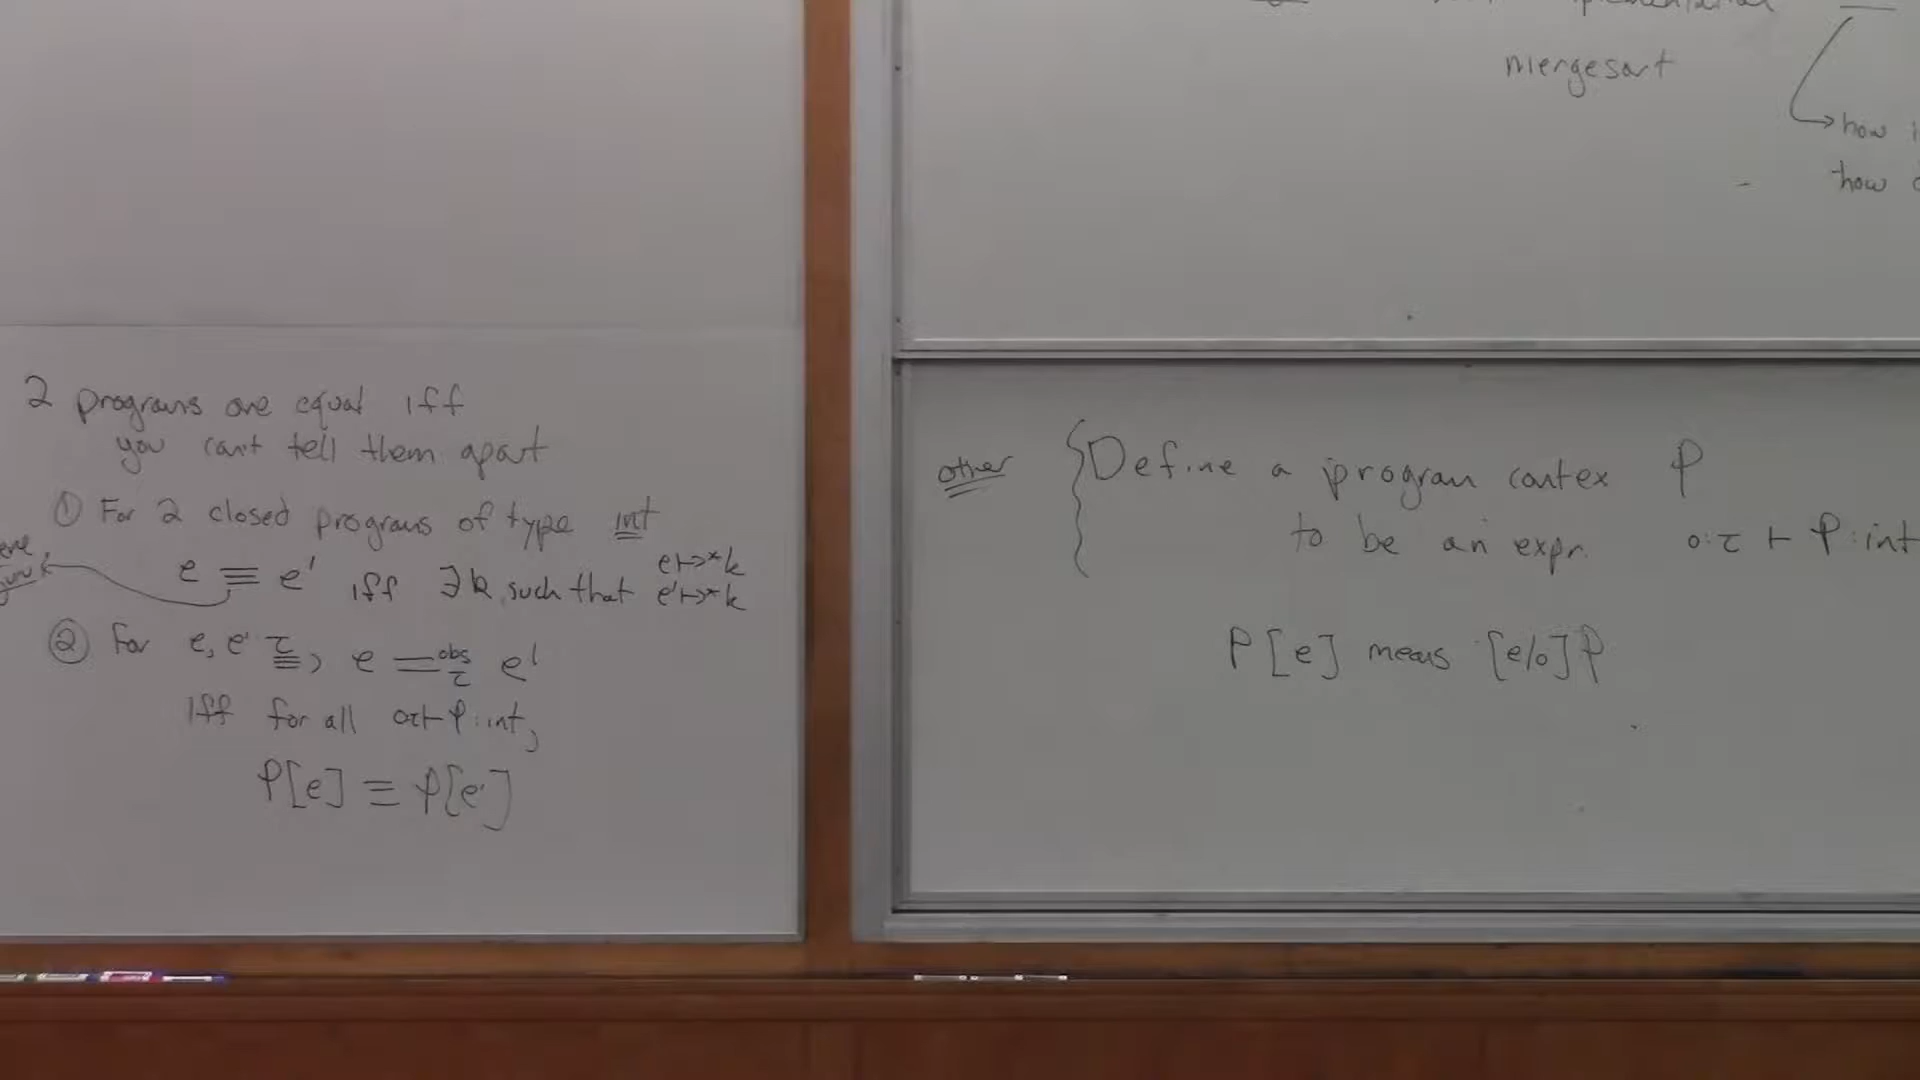 2 programs are equal iff
you can't tell them apart
① For 2 closed programs of type int
e ≡ e' iff ∃k such that e↦*k
e'↦*k
② For e, e' : τ, e ≡obs τ e'
iff for all o:τ ⊢ P:int,
P[e] ≡ P[e']
mergesort
how
how
other { Define a program contex P
to be an expr. o:τ ⊢ P:int
P[e] means [e/o]P